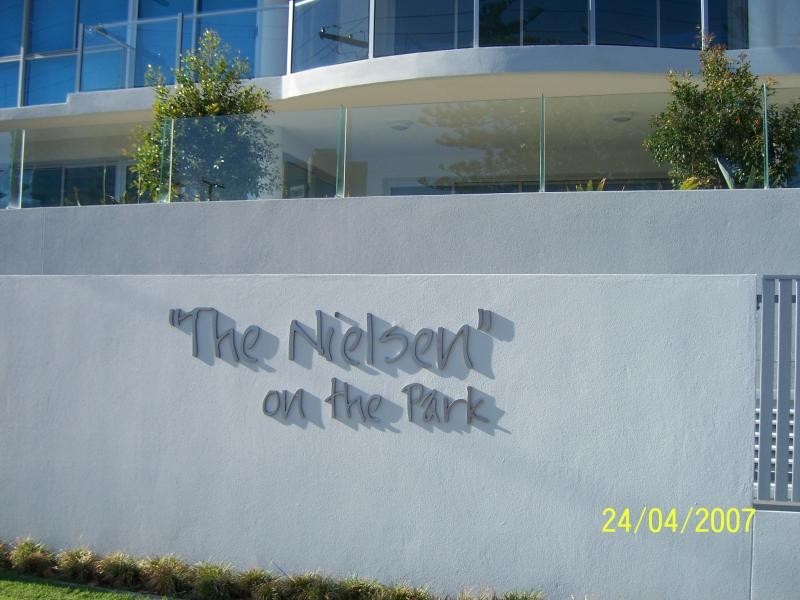 "The Nielsen"
on the Park
24/04/2007